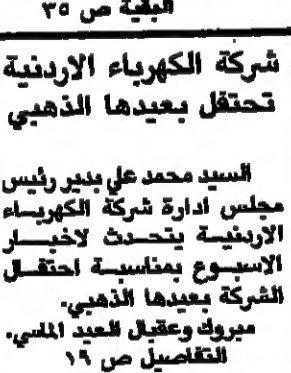 البقية ص ٣٥
شركة الكهرباء الاردنية
تحتفل بعيدها الذهبي
السيد محمد علي بدير رئيس
مجلس ادارة شركة الكهرباء
الاردنية يتحدث لاخبار
الاسبوع بمناسبة احتفال
الشركة بعيدها الذهبي.
مبروك وعقبال العيد الماسي.
التفاصيل ص ١٩